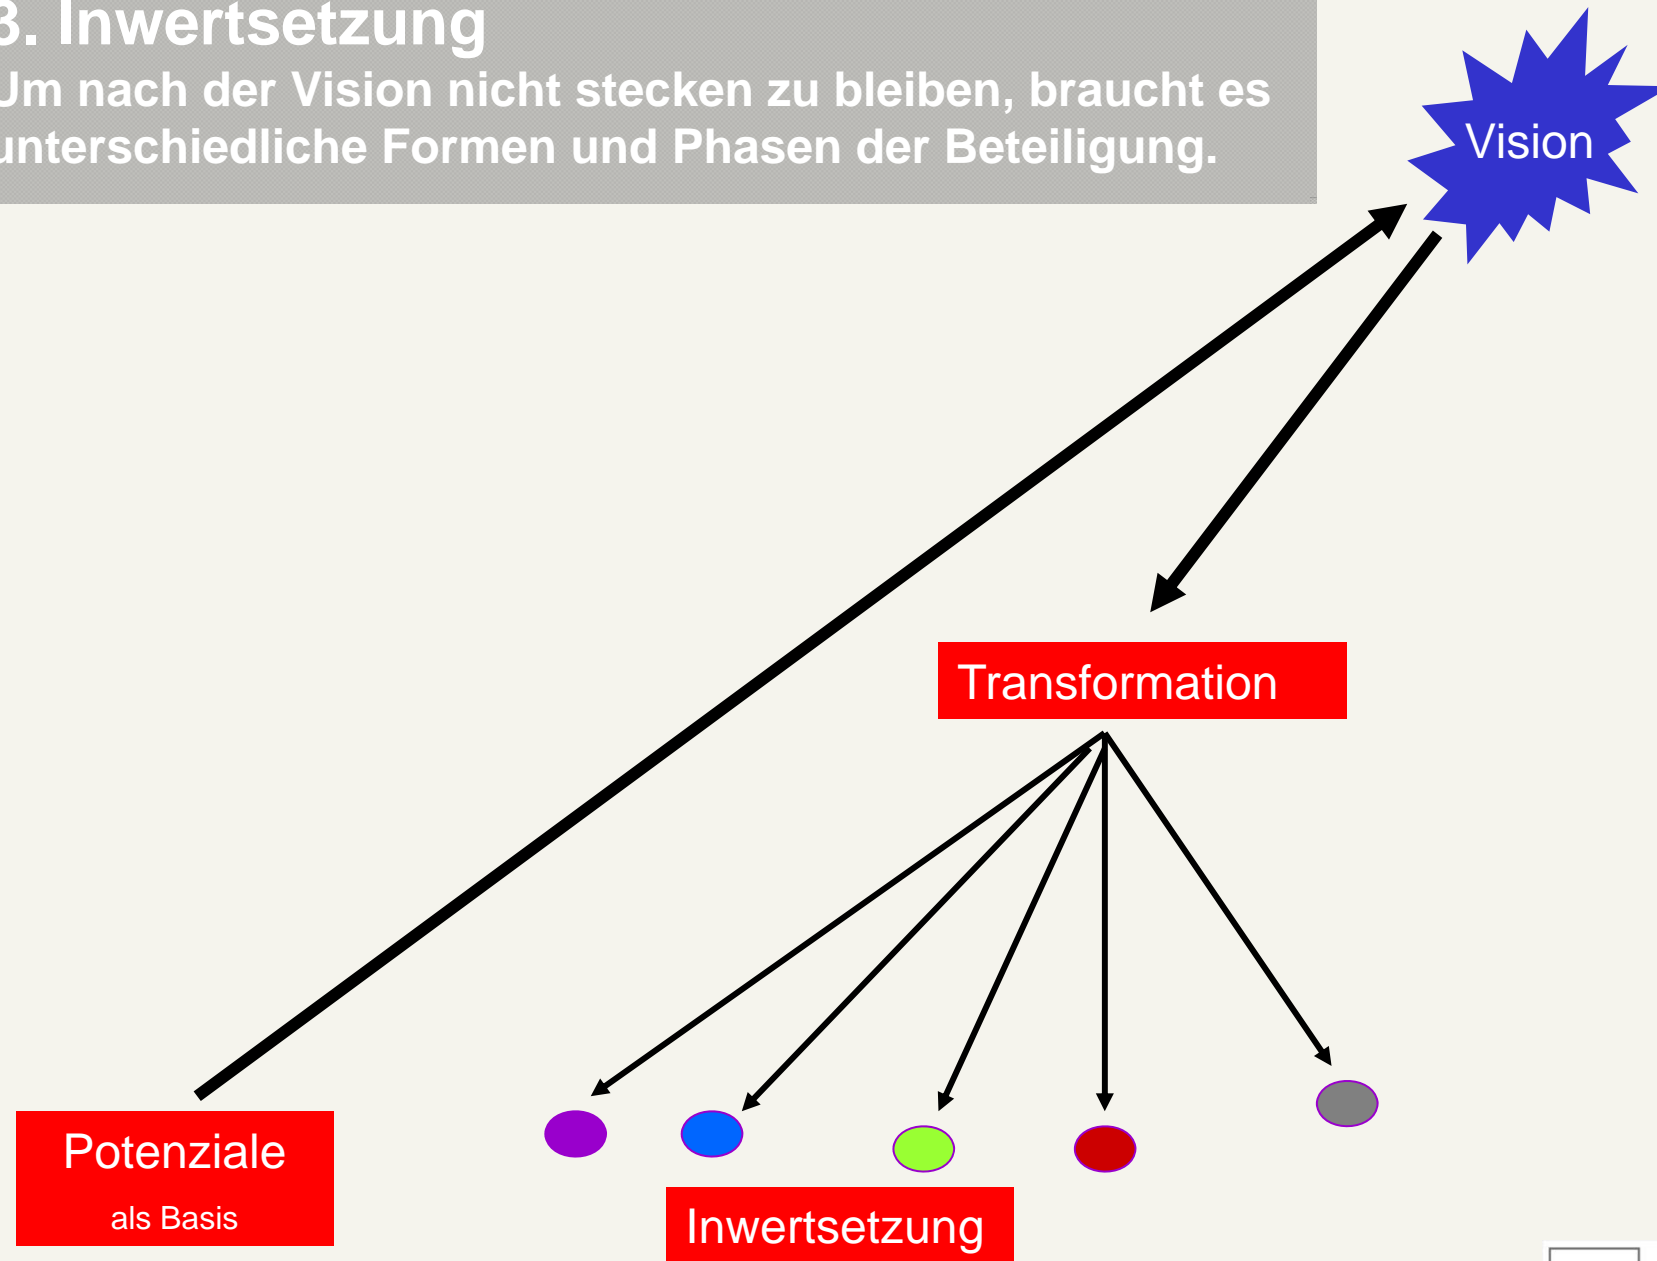 3. Inwertsetzung
Um nach der Vision nicht stecken zu bleiben, braucht es
unterschiedliche Formen und Phasen der Beteiligung.
Vision
Transformation
Potenziale
als Basis
Inwertsetzung